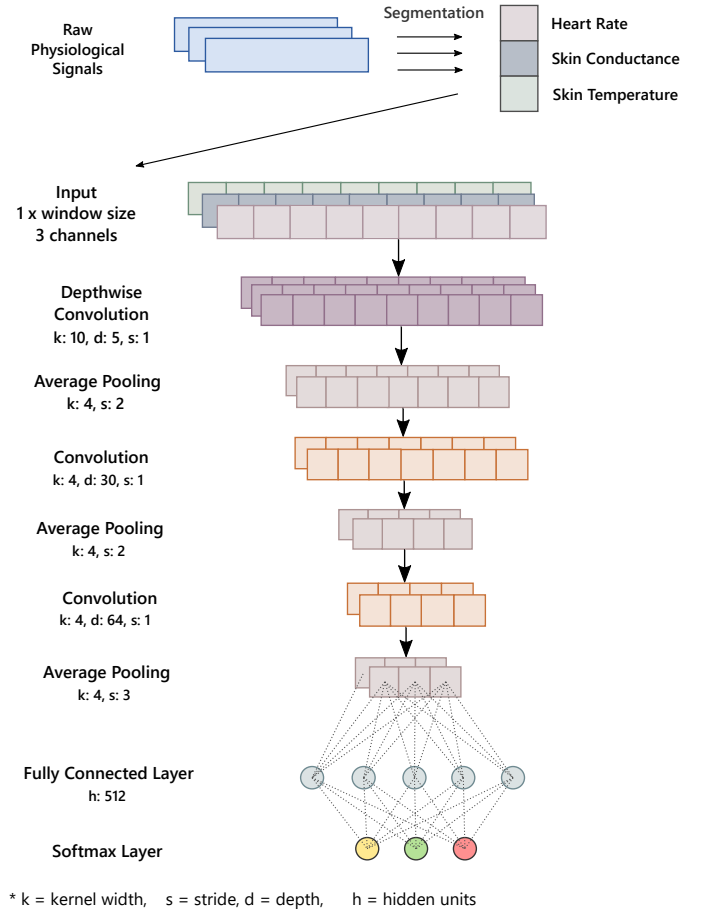 Raw
Physiological
Signals
Segmentation
Heart Rate
Skin Conductance
Skin Temperature
Input
1 x window size
3 channels
Depthwise
Convolution
k: 10, d: 5, s: 1
Average Pooling
k: 4, s: 2
Convolution
k: 4, d: 30, s: 1
Average Pooling
k: 4, s: 2
Convolution
k: 4, d: 64, s: 1
Average Pooling
k: 4, s: 3
Fully Connected Layer
h: 512
Softmax Layer
* k = kernel width, s = stride, d = depth, h = hidden units